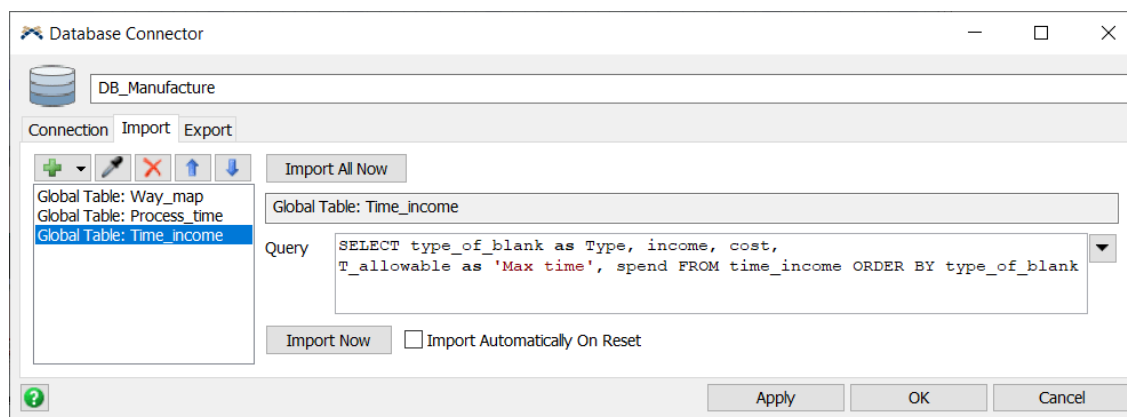 Database Connector
DB_Manufacture
Connection Import Export
Import All Now
Global Table: Way_map
Global Table: Process_time
Global Table: Time_income
Global Table: Time_income
Query
SELECT type_of_blank as Type, income, cost,
T_allowable as 'Max time', spend FROM time_income ORDER BY type_of_blank
Import Now Import Automatically On Reset
Apply OK Cancel